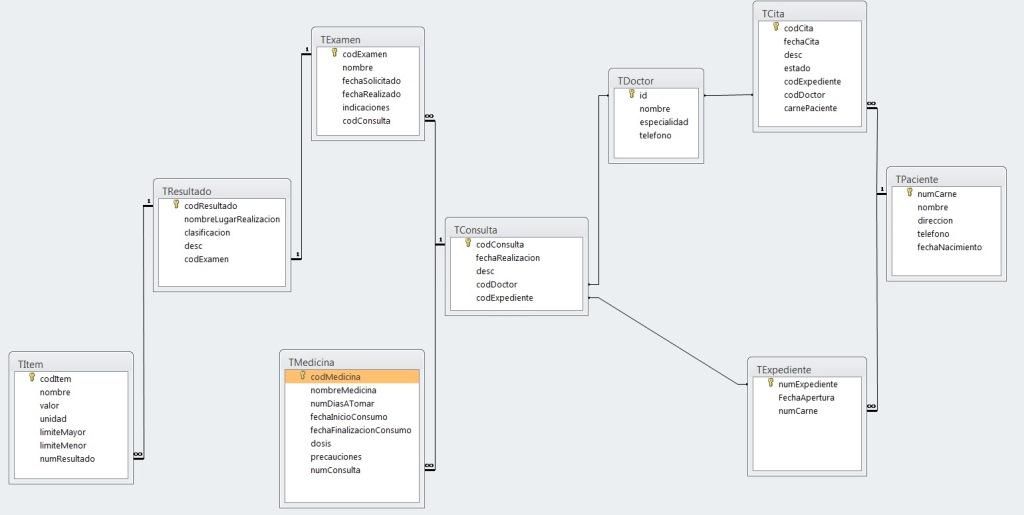 TExamen
codExamen
nombre
fechaSolicitado
fechaRealizado
indicaciones
codConsulta
TResultado
codResultado
nombreLugarRealizacion
clasificacion
desc
codExamen
TItem
codItem
nombre
valor
unidad
limiteMayor
limiteMenor
numResultado
TMedicina
codMedicina
nombreMedicina
numDiasATomar
fechaInicioConsumo
fechaFinalizacionConsumo
dosis
precauciones
numConsulta
TConsulta
codConsulta
fechaRealizacion
desc
codDoctor
codExpediente
TDoctor
id
nombre
especialidad
telefono
TCita
codCita
fechaCita
desc
estado
codExpediente
codDoctor
carnePaciente
TPaciente
numCarne
nombre
direccion
telefono
fechaNacimiento
TExpediente
numExpediente
FechaApertura
numCarne
1
1
1
∞
∞
1
∞
∞
1
∞